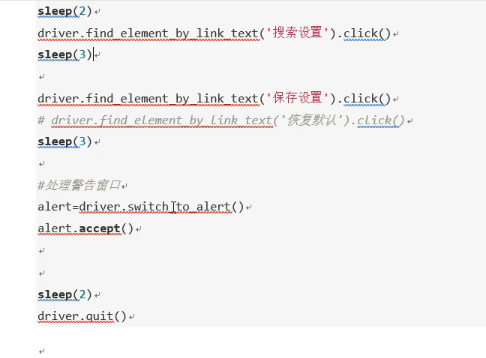 sleep(2)
driver.find_element_by_link_text('搜索设置').click()
sleep(3)
driver.find_element_by_link_text('保存设置').click()
# driver.find_element_by_link_text('恢复默认').click()
sleep(3)
#处理警告窗口
alert=driver.switch_to_alert()
alert.accept()
sleep(2)
driver.quit()